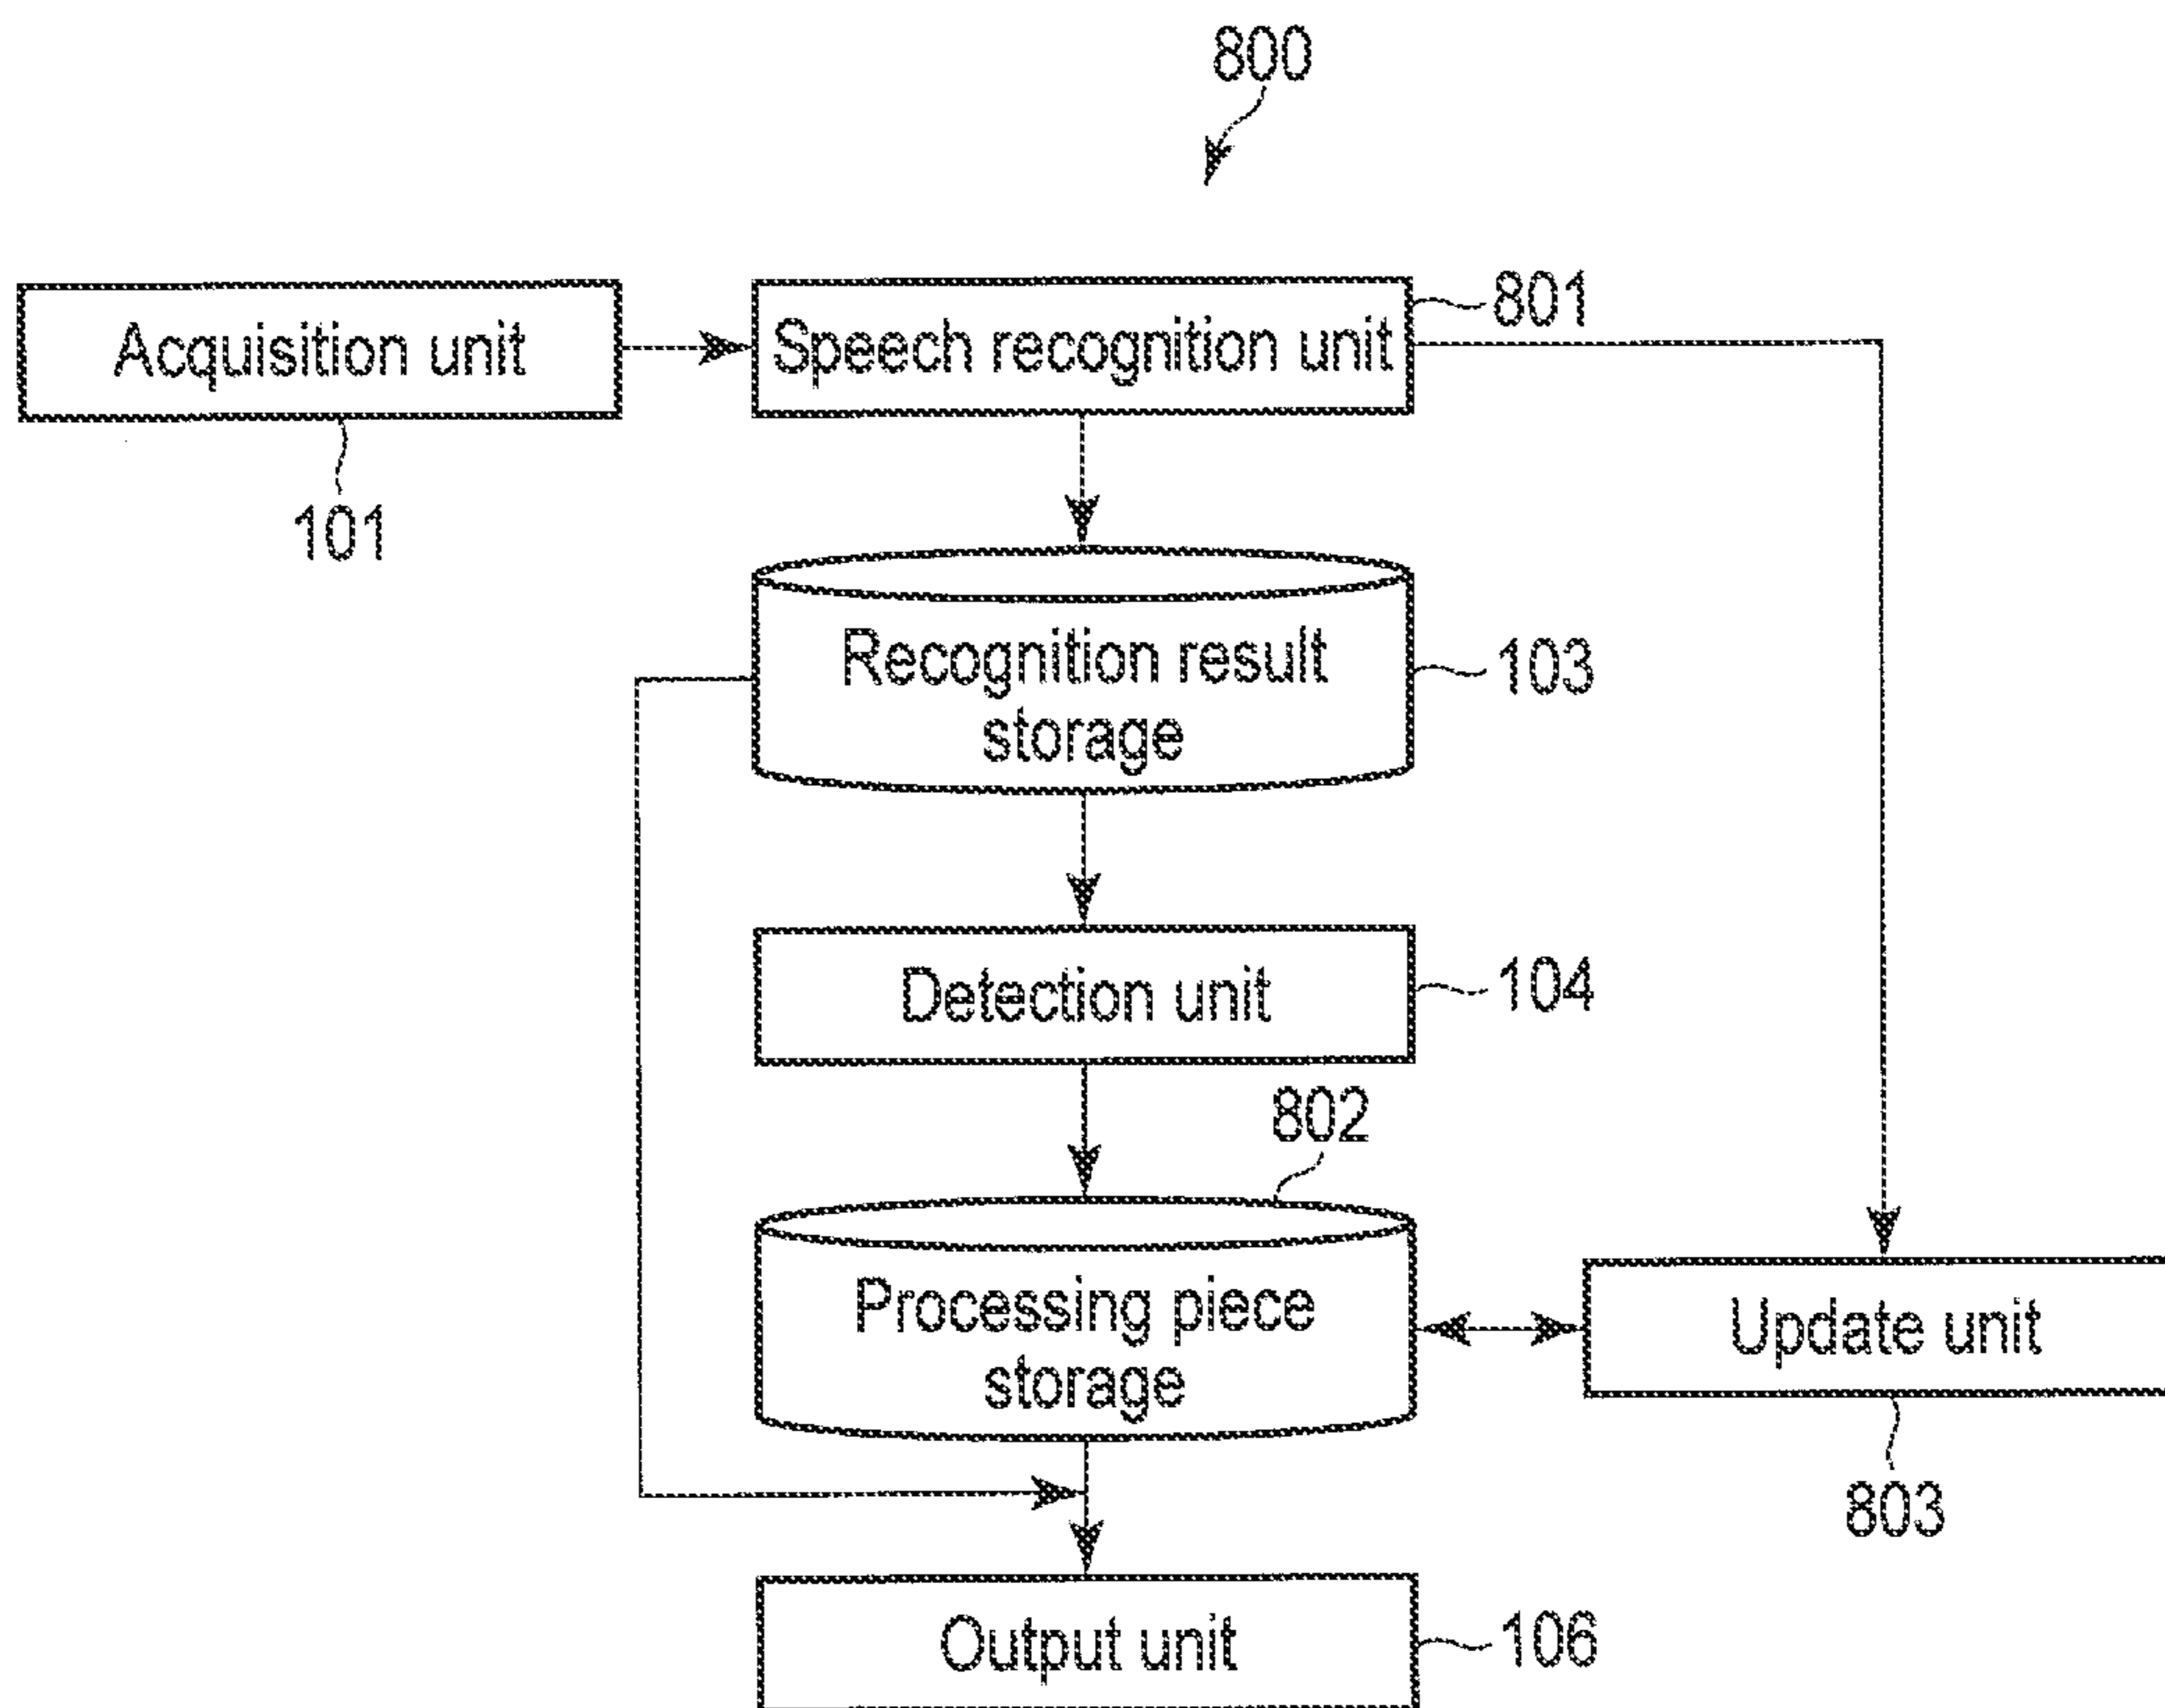 800
801
Acquisition unit
Speech recognition unit
101
Recognition result
storage
103
Detection unit
104
802
Processing piece
storage
Update unit
803
Output unit
106